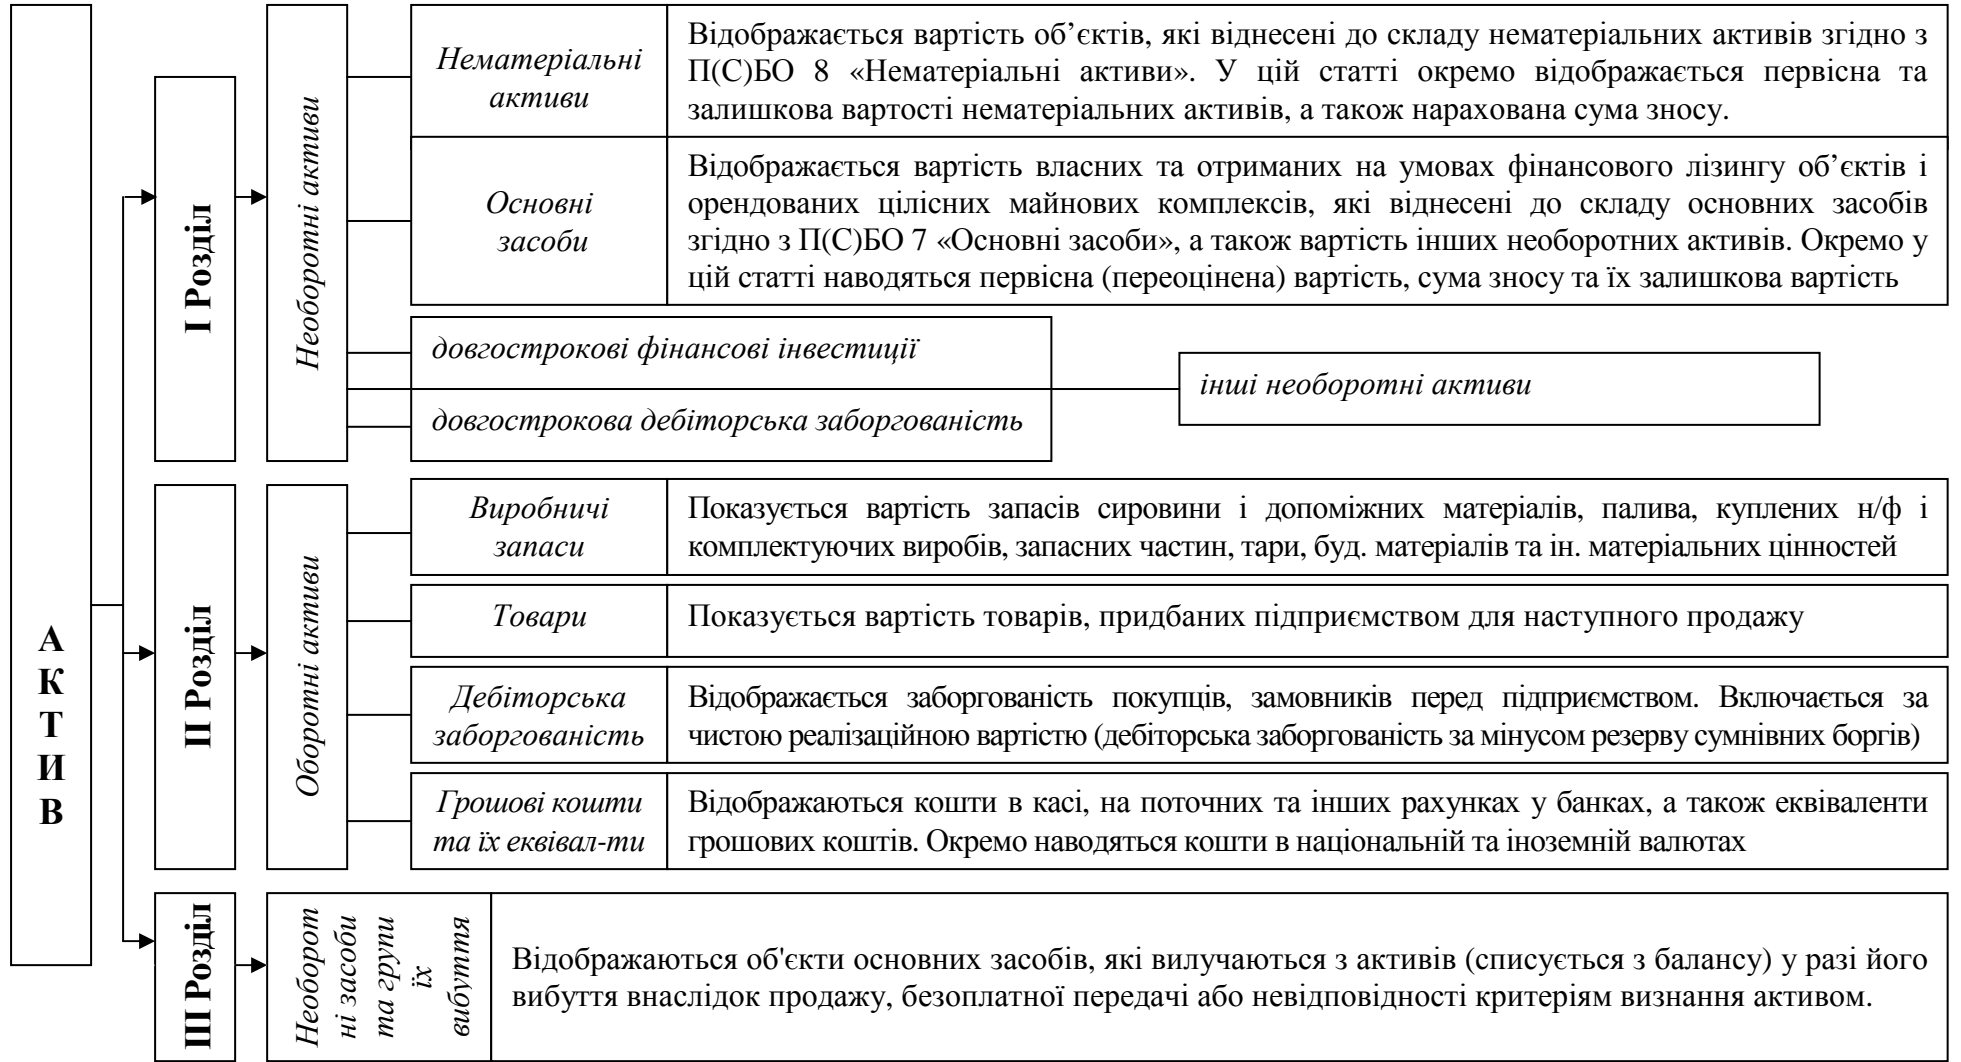 А
К
Т
И
В
І Розділ
Необоротні активи
Нематеріальні
активи
Відображається вартість об’єктів, які віднесені до складу нематеріальних активів згідно з
П(С)БО 8 «Нематеріальні активи». У цій статті окремо відображається первісна та
залишкова вартості нематеріальних активів, а також нарахована сума зносу.
Основні
засоби
Відображається вартість власних та отриманих на умовах фінансового лізингу об’єктів і
орендованих цілісних майнових комплексів, які віднесені до складу основних засобів
згідно з П(С)БО 7 «Основні засоби», а також вартість інших необоротних активів. Окремо у
цій статті наводяться первісна (переоцінена) вартість, сума зносу та їх залишкова вартість
довгострокові фінансові інвестиції
інші необоротні активи
довгострокова дебіторська заборгованість
ІІ Розділ
Оборотні активи
Виробничі
запаси
Показується вартість запасів сировини і допоміжних матеріалів, палива, куплених н/ф і
комплектуючих виробів, запасних частин, тари, буд. матеріалів та ін. матеріальних цінностей
Товари
Показується вартість товарів, придбаних підприємством для наступного продажу
Дебіторська
заборгованість
Відображається заборгованість покупців, замовників перед підприємством. Включається за
чистою реалізаційною вартістю (дебіторська заборгованість за мінусом резерву сумнівних боргів)
Грошові кошти
та їх еквівал-ти
Відображаються кошти в касі, на поточних та інших рахунках у банках, а також еквіваленти
грошових коштів. Окремо наводяться кошти в національній та іноземній валютах
ІІІ Розділ
Необорот
ні засоби
та групи
їх
вибуття
Відображаються об'єкти основних засобів, які вилучаються з активів (списується з балансу) у разі його
вибуття внаслідок продажу, безоплатної передачі або невідповідності критеріям визнання активом.